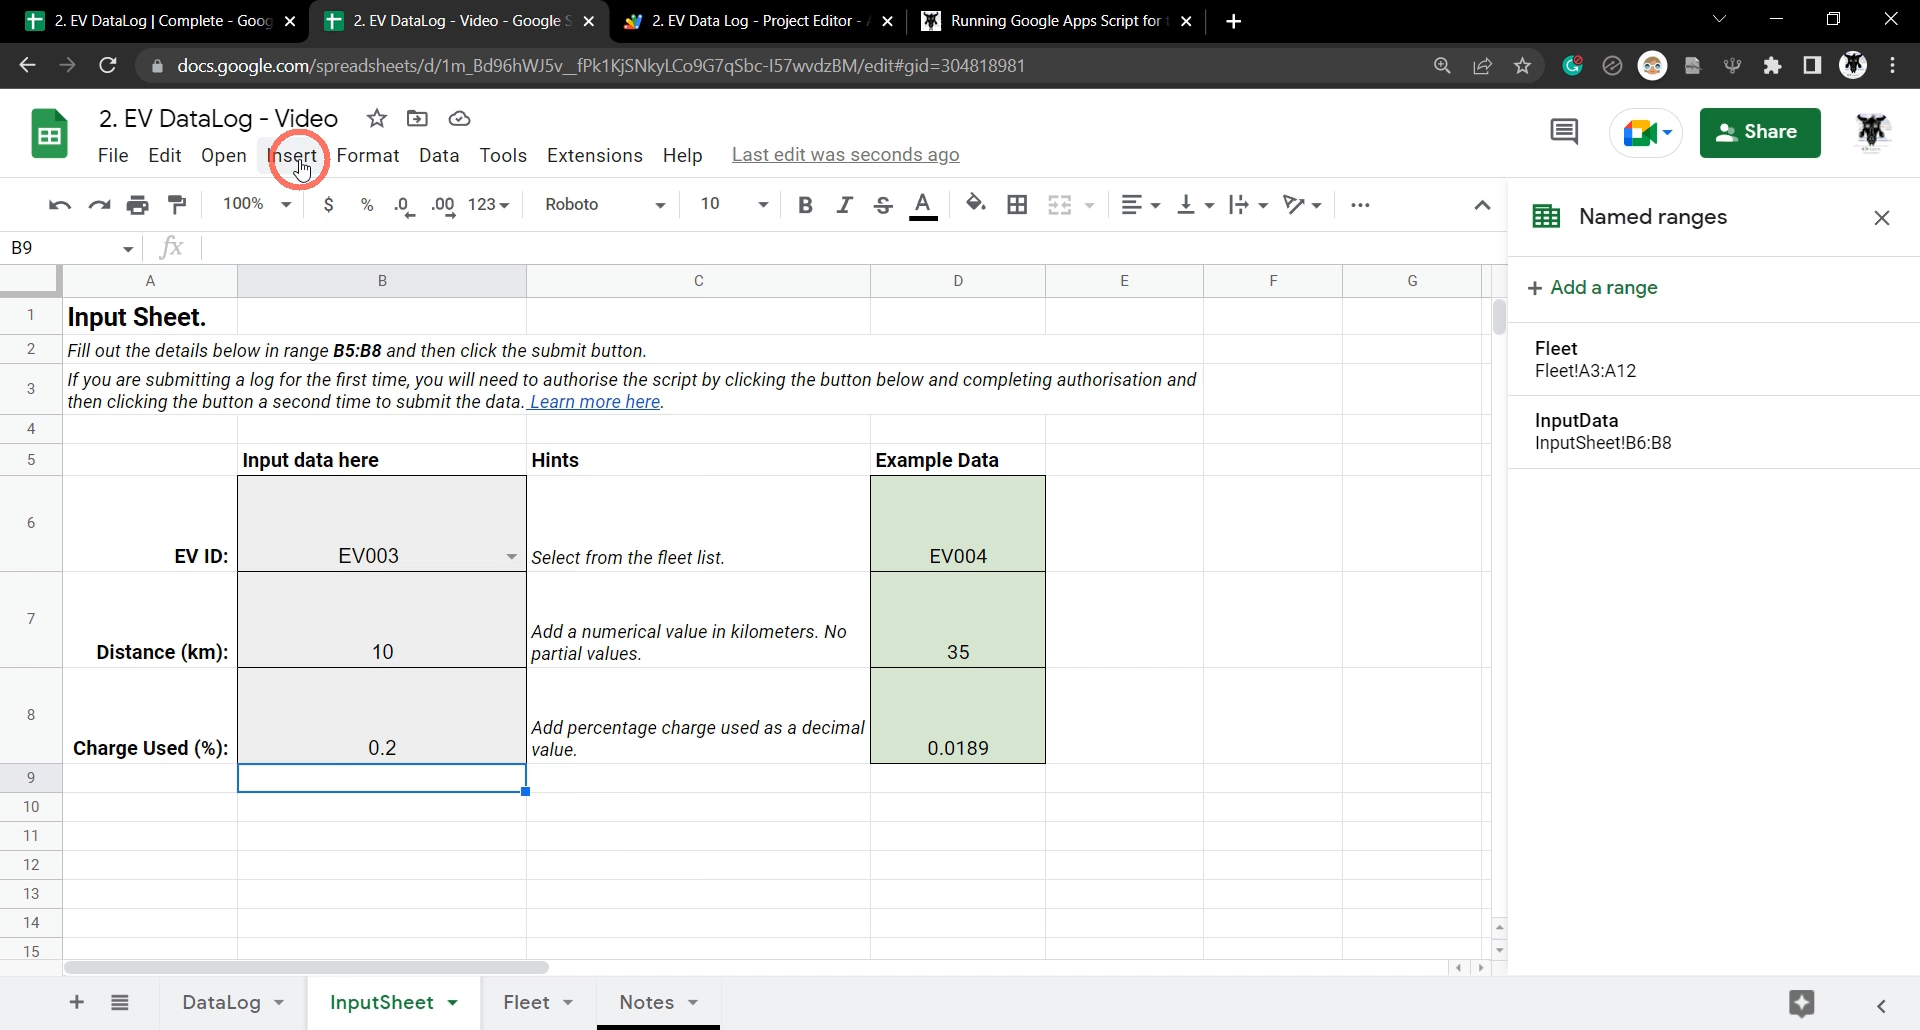 2. EV DataLog | Complete - Goog
2. EV DataLog - Video - Google S
2. EV Data Log - Project Editor -
Running Google Apps Script for t
docs.google.com/spreadsheets/d/1m_Bd96hWJ5v__fPk1KjSNkyLCo9G7qSbc-I57wvdzBM/edit#gid=304818981
2. EV DataLog - Video
File Edit Open Insert Format Data Tools Extensions Help Last edit was seconds ago
Share
100% $ % .0 .00 123 Roboto 10 B I S A
B9 fx
Named ranges
+ Add a range
Fleet
Fleet!A3:A12
InputData
InputSheet!B6:B8
A B C D E F G
1 Input Sheet.
2 Fill out the details below in range B5:B8 and then click the submit button.
3 If you are submitting a log for the first time, you will need to authorise the script by clicking the button below and completing authorisation and
then clicking the button a second time to submit the data. Learn more here.
4
5 Input data here Hints Example Data
6 EV ID: EV003 Select from the fleet list. EV004
7 Distance (km): 10 Add a numerical value in kilometers. No
partial values. 35
8 Charge Used (%): 0.2 Add percentage charge used as a decimal
value. 0.0189
9
10
11
12
13
14
15
DataLog InputSheet Fleet Notes